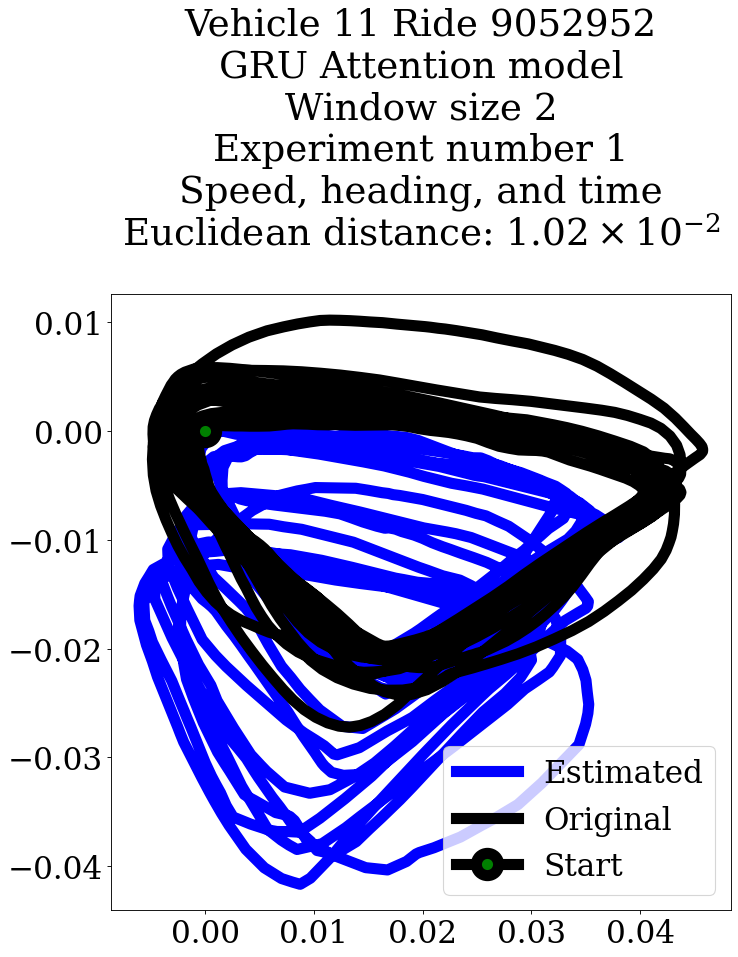 Vehicle 11 Ride 9052952
GRU Attention model
Window size 2
Experiment number 1
Speed, heading, and time
Euclidean distance: 1.02 × 10⁻²
0.01
0.00
−0.01
−0.02
−0.03
−0.04
Estimated
Original
Start
0.00 0.01 0.02 0.03 0.04